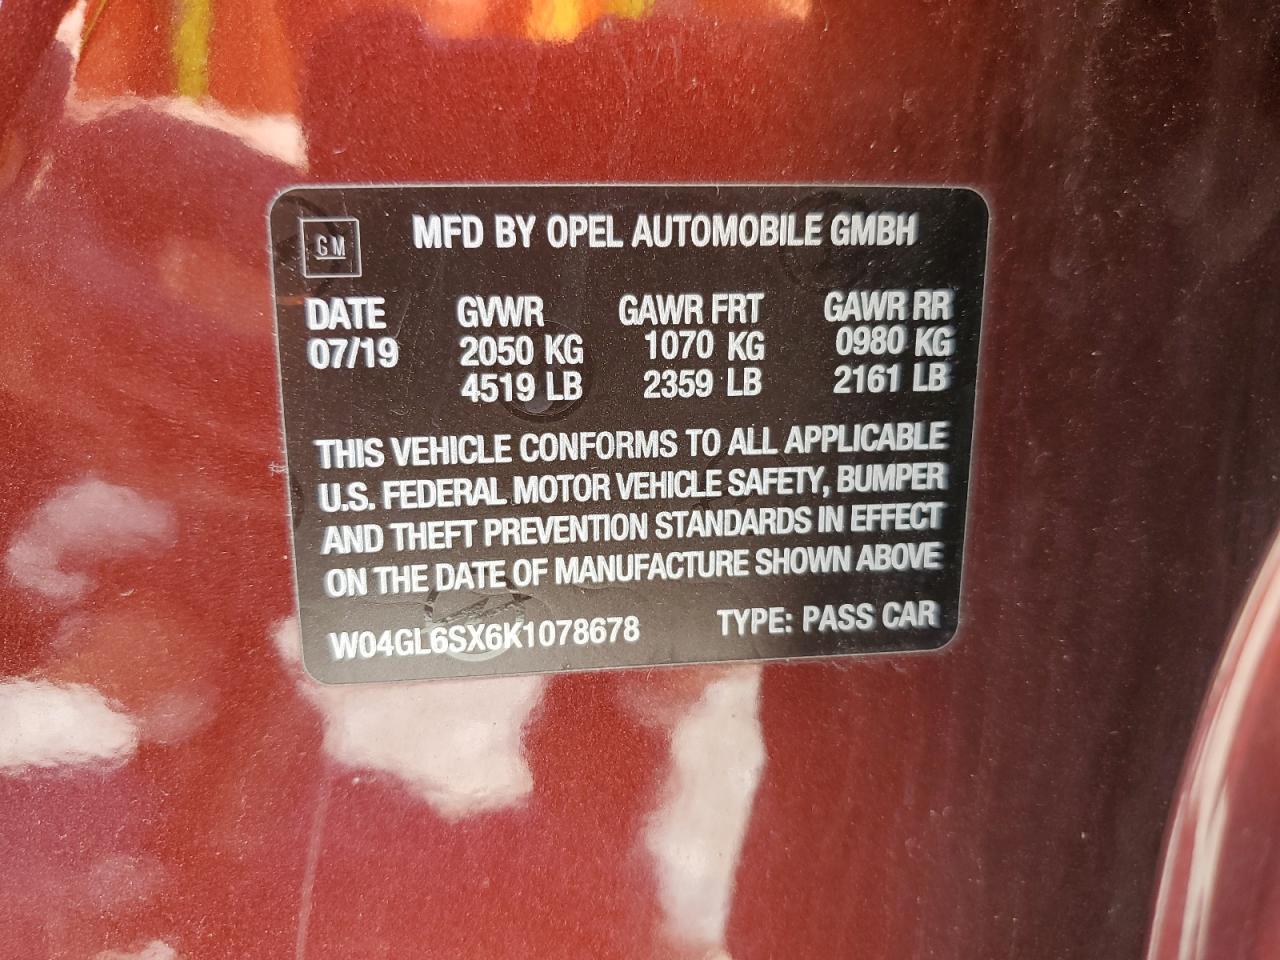 GM
MFD BY OPEL AUTOMOBILE GMBH
DATE GVWR GAWR FRT GAWR RR
07/19 2050 KG 1070 KG 0980 KG
4519 LB 2359 LB 2161 LB
THIS VEHICLE CONFORMS TO ALL APPLICABLE
U.S. FEDERAL MOTOR VEHICLE SAFETY, BUMPER
AND THEFT PREVENTION STANDARDS IN EFFECT
ON THE DATE OF MANUFACTURE SHOWN ABOVE
W04GL6SX6K1078678 TYPE: PASS CAR